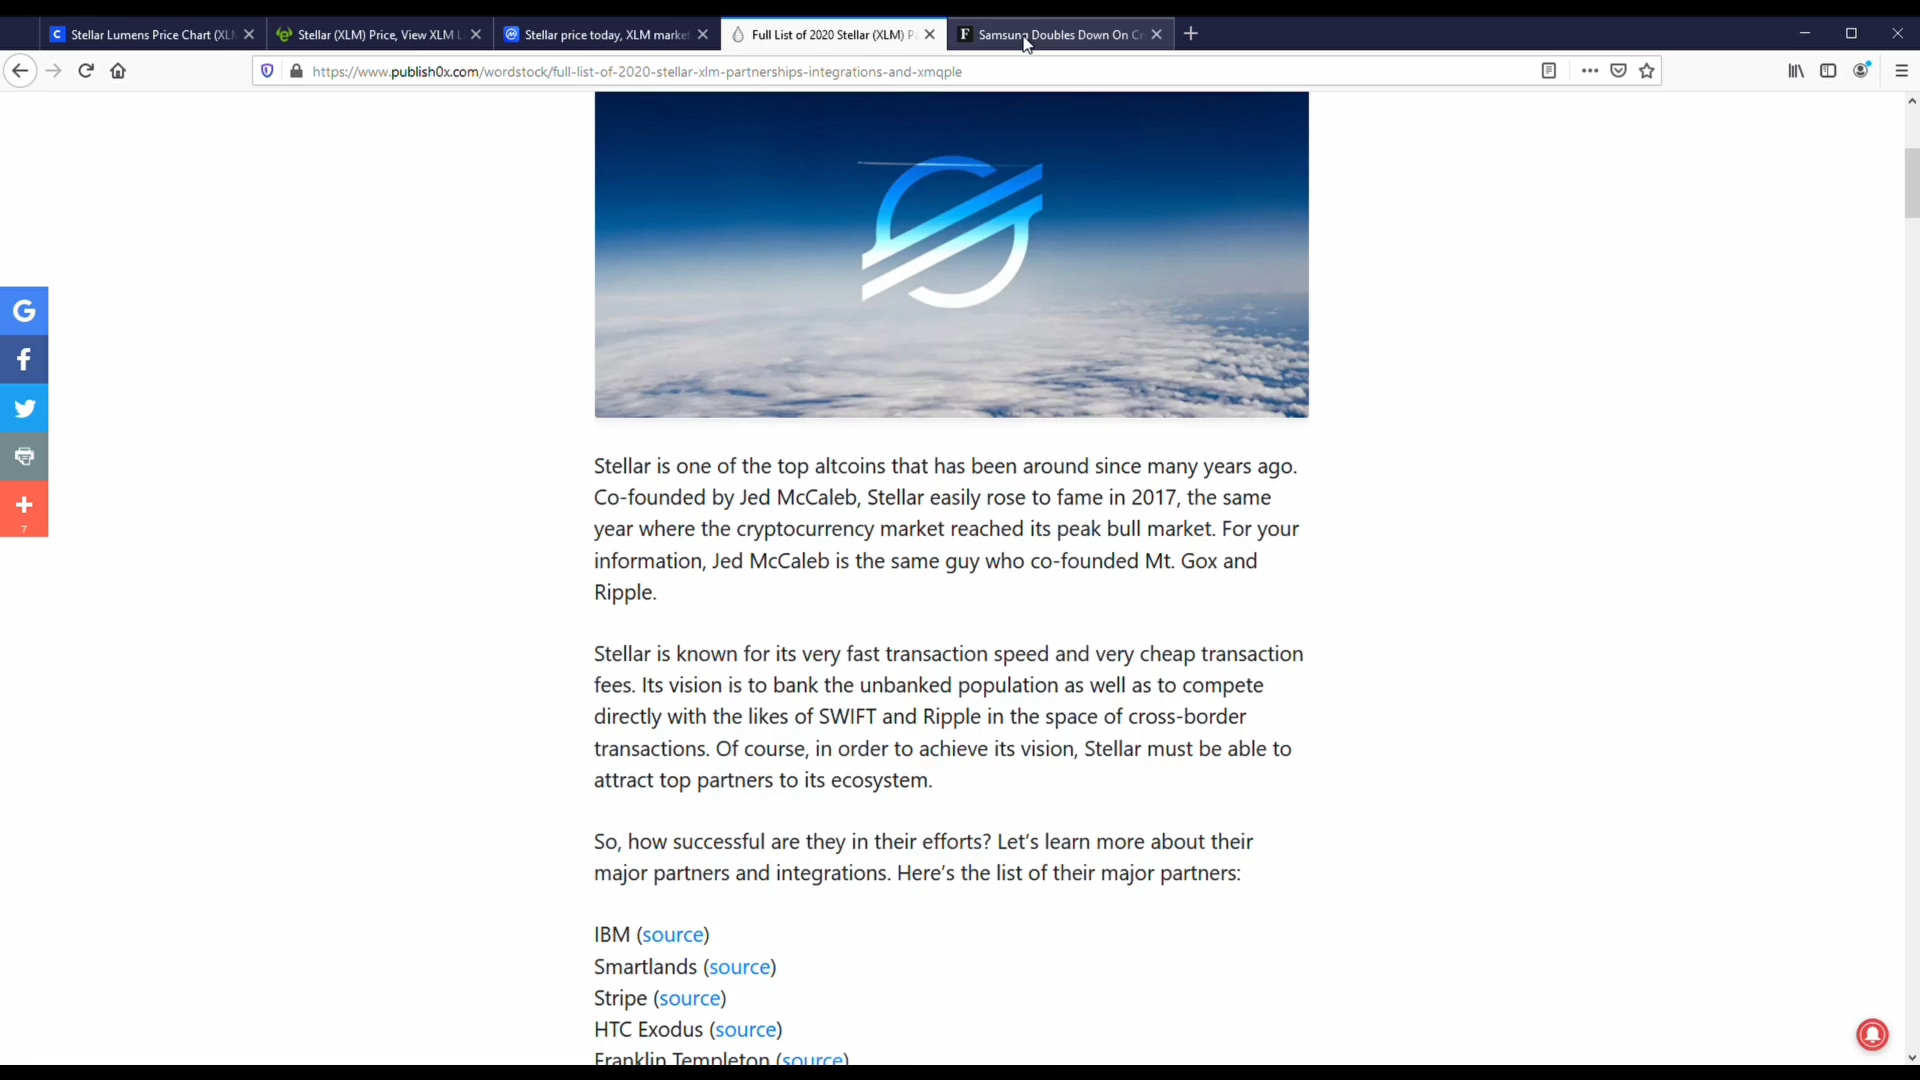 Stellar Lumens Price Chart (XLM
Stellar (XLM) Price, View XLM L
Stellar price today, XLM market
Full List of 2020 Stellar (XLM) P
Samsung Doubles Down On Cr
https://www.publish0x.com/wordstock/full-list-of-2020-stellar-xlm-partnerships-integrations-and-xmqple
Stellar is one of the top altcoins that has been around since many years ago.
Co-founded by Jed McCaleb, Stellar easily rose to fame in 2017, the same
year where the cryptocurrency market reached its peak bull market. For your
information, Jed McCaleb is the same guy who co-founded Mt. Gox and
Ripple.
Stellar is known for its very fast transaction speed and very cheap transaction
fees. Its vision is to bank the unbanked population as well as to compete
directly with the likes of SWIFT and Ripple in the space of cross-border
transactions. Of course, in order to achieve its vision, Stellar must be able to
attract top partners to its ecosystem.
So, how successful are they in their efforts? Let’s learn more about their
major partners and integrations. Here’s the list of their major partners:
IBM (source)
Smartlands (source)
Stripe (source)
HTC Exodus (source)
Franklin Templeton (source)
7